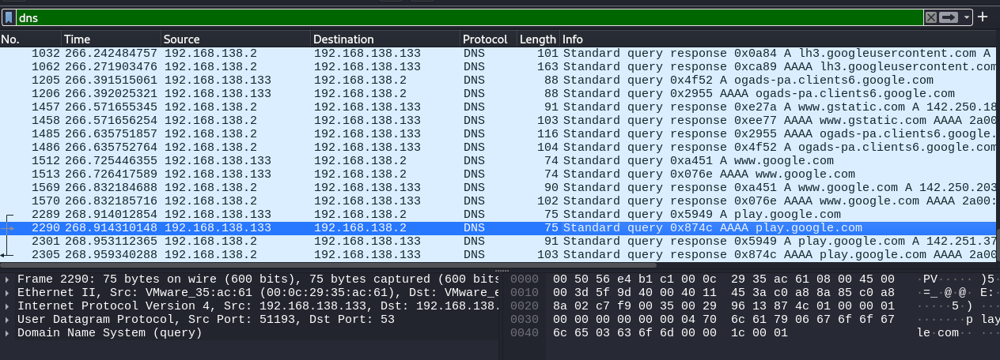 dns
No. Time Source Destination Protocol Length Info
1032 266.242484757 192.168.138.2 192.168.138.133 DNS 101 Standard query response 0x0a84 A lh3.googleusercontent.com A
1062 266.271903476 192.168.138.2 192.168.138.133 DNS 163 Standard query response 0xca89 AAAA lh3.googleusercontent.com
1205 266.391515061 192.168.138.133 192.168.138.2 DNS 88 Standard query 0x4f52 A ogads-pa.clients6.google.com
1206 266.392025321 192.168.138.133 192.168.138.2 DNS 88 Standard query 0x2955 AAAA ogads-pa.clients6.google.com
1457 266.571655345 192.168.138.2 192.168.138.133 DNS 91 Standard query response 0xe27a A www.gstatic.com A 142.250.18
1458 266.571656254 192.168.138.2 192.168.138.133 DNS 103 Standard query response 0xee77 AAAA www.gstatic.com AAAA 2a00
1485 266.635751857 192.168.138.2 192.168.138.133 DNS 116 Standard query response 0x2955 AAAA ogads-pa.clients6.google.
1486 266.635752764 192.168.138.2 192.168.138.133 DNS 104 Standard query response 0x4f52 A ogads-pa.clients6.google.com
1512 266.725446355 192.168.138.133 192.168.138.2 DNS 74 Standard query 0xa451 A www.google.com
1513 266.726417589 192.168.138.133 192.168.138.2 DNS 74 Standard query 0x076e AAAA www.google.com
1569 266.832184688 192.168.138.2 192.168.138.133 DNS 90 Standard query response 0xa451 A www.google.com A 142.250.203
1570 266.832185716 192.168.138.2 192.168.138.133 DNS 102 Standard query response 0x076e AAAA www.google.com AAAA 2a00:
2289 268.914012854 192.168.138.133 192.168.138.2 DNS 75 Standard query 0x5949 A play.google.com
2290 268.914310148 192.168.138.133 192.168.138.2 DNS 75 Standard query 0x874c AAAA play.google.com
2301 268.953112365 192.168.138.2 192.168.138.133 DNS 91 Standard query response 0x5949 A play.google.com A 142.251.37
2305 268.959340288 192.168.138.2 192.168.138.133 DNS 103 Standard query response 0x874c AAAA play.google.com AAAA 2a00
Frame 2290: 75 bytes on wire (600 bits), 75 bytes captured (600 bits
Ethernet II, Src: VMware_35:ac:61 (00:0c:29:35:ac:61), Dst: VMware_e
Internet Protocol Version 4, Src: 192.168.138.133, Dst: 192.168.138.
User Datagram Protocol, Src Port: 51193, Dst Port: 53
Domain Name System (query)
0000 00 50 56 e4 b1 c1 00 0c 29 35 ac 61 08 00 45 00 ·PV····· )5·a··E·
0010 00 3d 5f 9d 40 00 40 11 45 3a c0 a8 8a 85 c0 a8 ·=_·@·@· E:······
0020 8a 02 c7 f9 00 35 00 29 96 13 87 4c 01 00 00 01 ·····5·) ···L····
0030 00 00 00 00 00 00 04 70 6c 61 79 06 67 6f 6f 67 ·······p lay·goog
0040 6c 65 03 63 6f 6d 00 00 1c 00 01 le·com·· ···